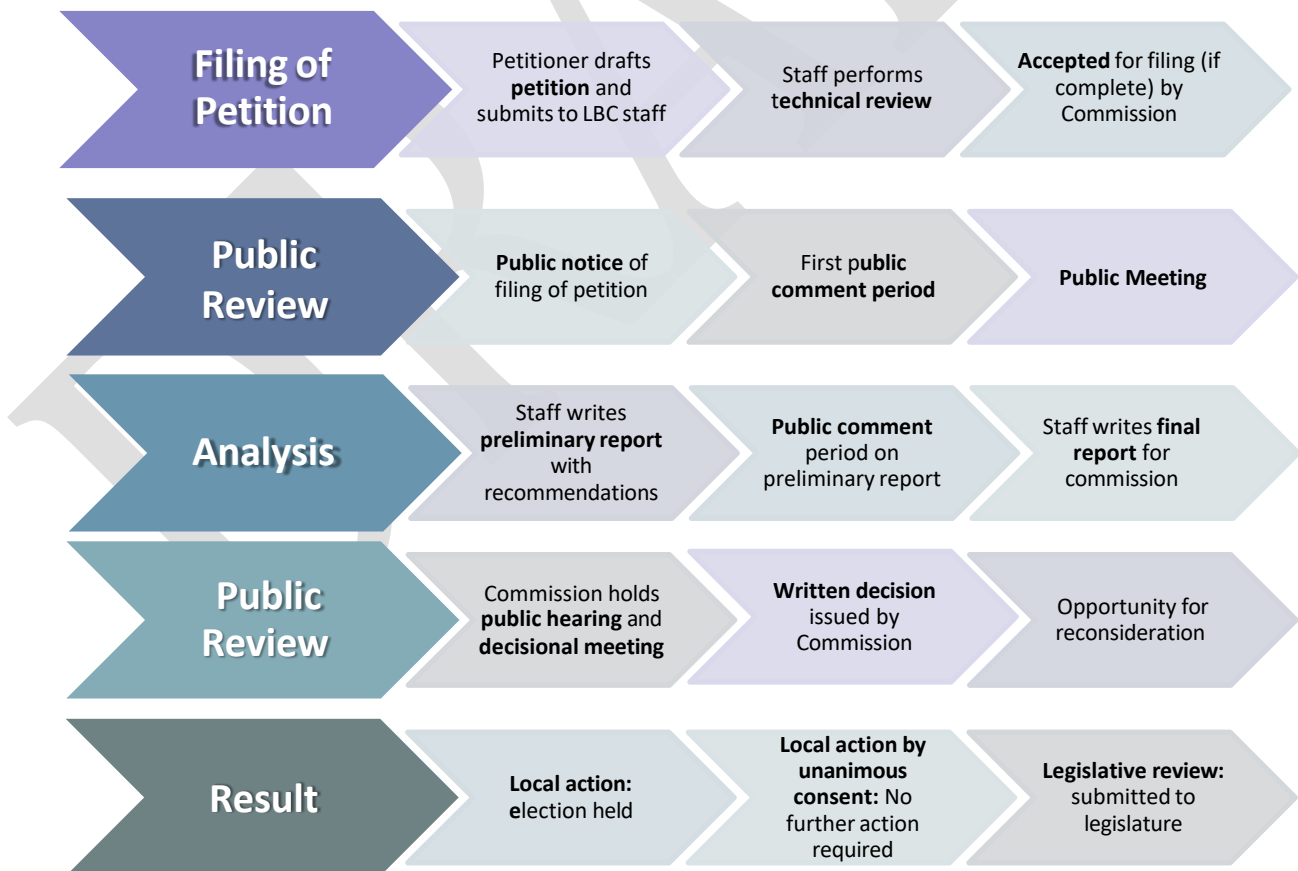 Filing of
Petition
Petitioner drafts
petition and
submits to LBC staff
Staff performs
technical review
Accepted for filing (if
complete) by
Commission
Public
Review
Public notice of
filing of petition
First public
comment period
Public Meeting
Analysis
Staff writes
preliminary report
with
recommendations
Public comment
period on
preliminary report
Staff writes final
report for
commission
Public
Review
Commission holds
public hearing and
decisional meeting
Written decision
issued by
Commission
Opportunity for
reconsideration
Result
Local action:
election held
Local action by
unanimous
consent: No
further action
required
Legislative review:
submitted to
legislature